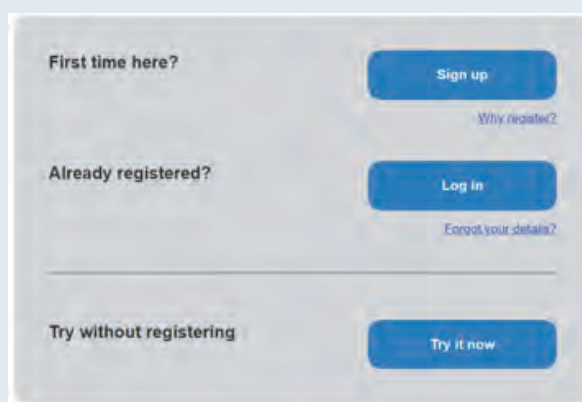 First time here?
Sign up
Why register?
Already registered?
Log in
Forgot your details?
Try without registering
Try it now